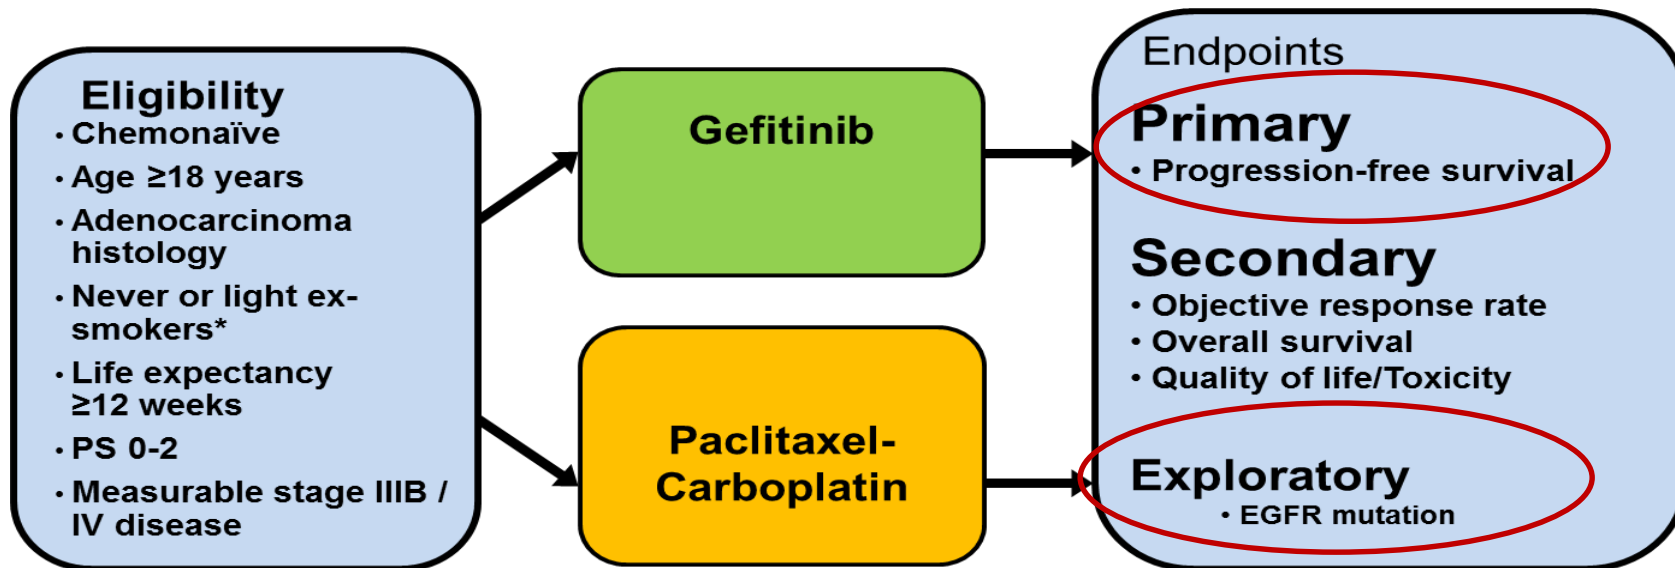 Eligibility
· Chemonaïve
· Age ≥18 years
· Adenocarcinoma
histology
· Never or light ex-
smokers*
· Life expectancy
≥12 weeks
· PS 0-2
· Measurable stage IIIB /
IV disease
Gefitinib
Paclitaxel-
Carboplatin
Endpoints
Primary
• Progression-free survival
Secondary
• Objective response rate
• Overall survival
• Quality of life/Toxicity
Exploratory
• EGFR mutation